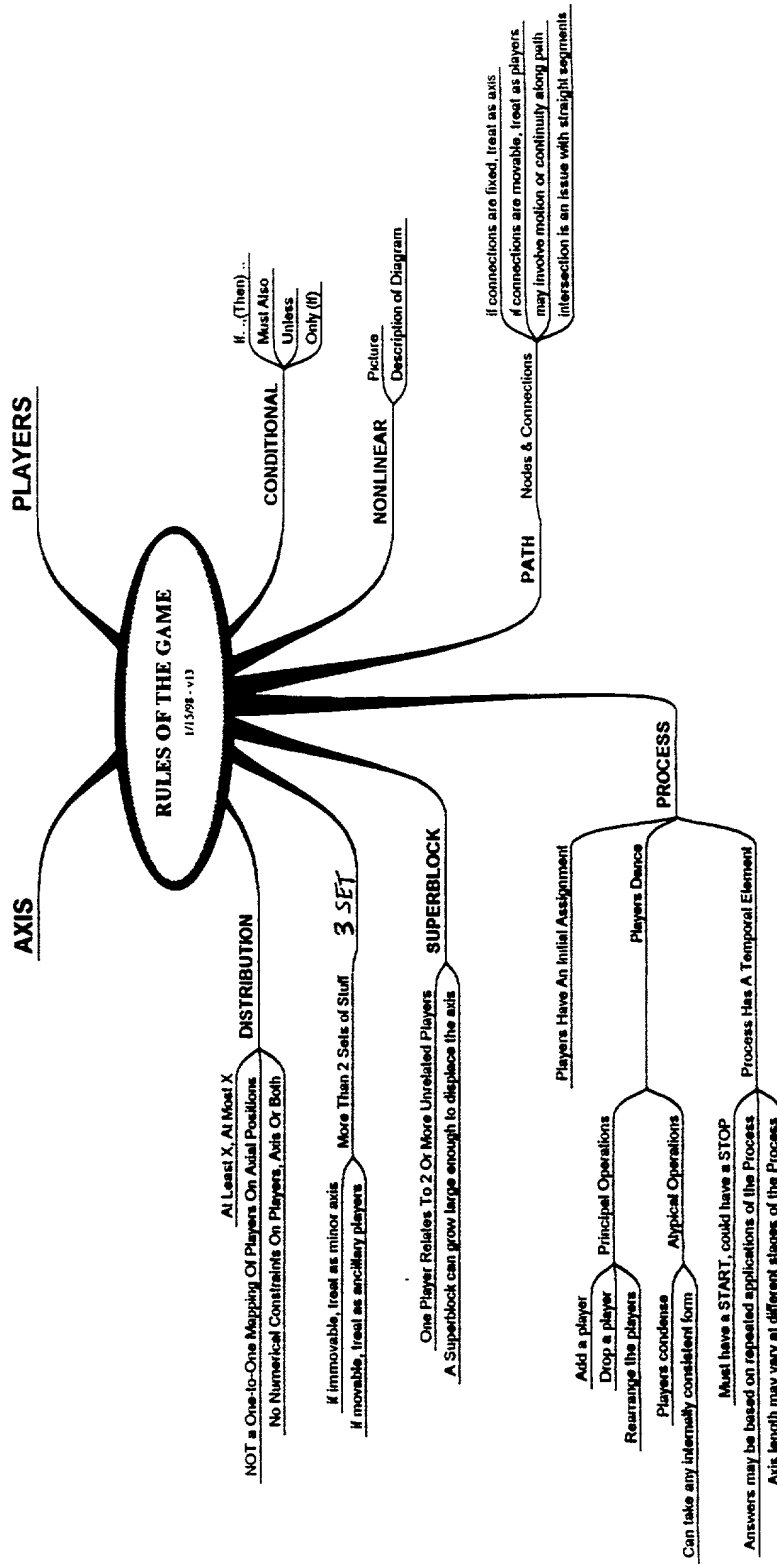 RULES OF THE GAME
1/15/98 - v13
AXIS
PLAYERS
DISTRIBUTION
At Least X, At Most X
NOT a One-to-One Mapping Of Players On Axial Positions
No Numerical Constraints On Players, Axis Or Both
3 SET
More Than 2 Sets of Stuff
If immovable, treat as minor axis
If movable, treat as ancillary players
SUPERBLOCK
One Player Relates To 2 Or More Unrelated Players
A Superblock can grow large enough to displace the axis
PROCESS
Players Have An Initial Assignment
Players Dance
Principal Operations
Add a player
Drop a player
Rearrange the players
Atypical Operations
Players condense
Can take any internally consistent form
Process Has A Temporal Element
Must have a START, could have a STOP
Answers may be based on repeated applications of the Process
Axis length may vary at different stages of the Process
CONDITIONAL
If...(Then)...
Must Also
Unless
Only (If)
NONLINEAR
Picture
Description of Diagram
PATH
Nodes & Connections
if connections are fixed, treat as axis
if connections are movable, treat as players
may involve motion or continuity along path
intersection is an issue with straight segments